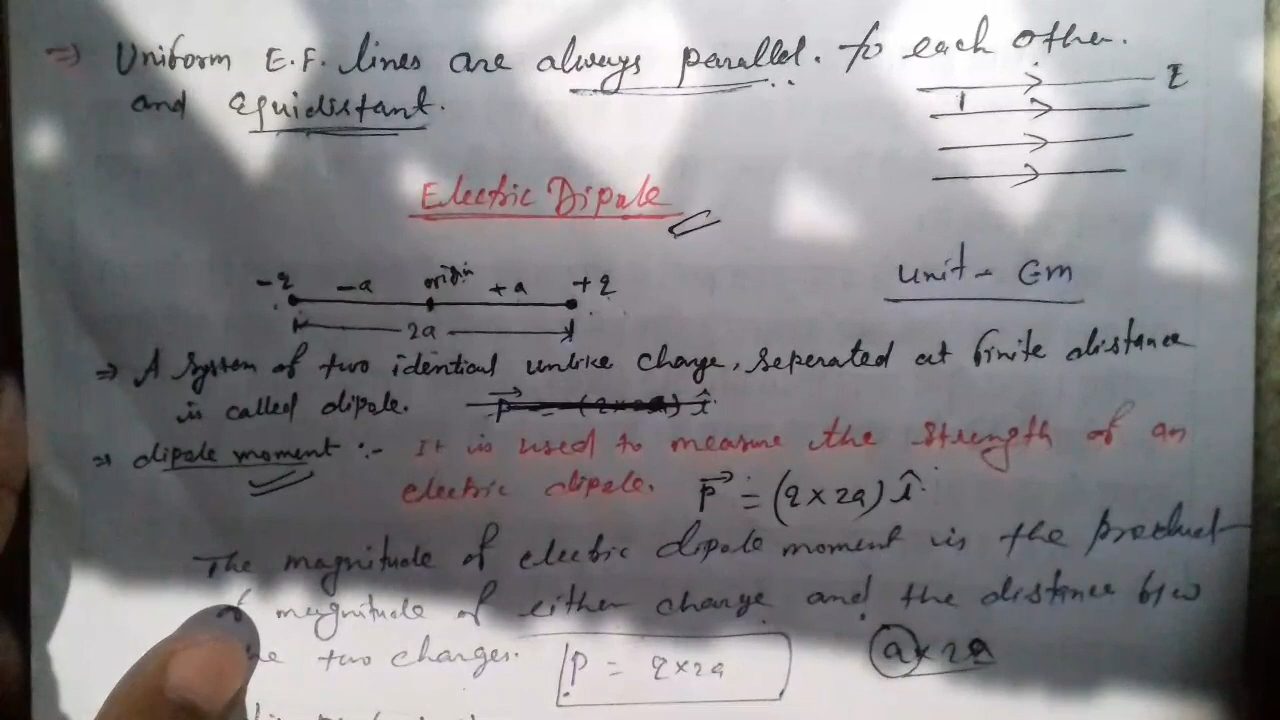 ⇒ Uniform E.F. lines are always parallel. to each other.
and equidistant.
E
Electric Dipole
-q -a origin +a +q
2a
unit - Cm
⇒ A system of two identical unlike charge, seperated at finite distance
is called dipole.
⇒ dipole moment :- It is used to measure the strength of an
electric dipole. p⃗ = (q×2a) î
The magnitude of electric dipole moment is the product
of magnitude of either charge and the distance b/w
two charges. p = q×2a